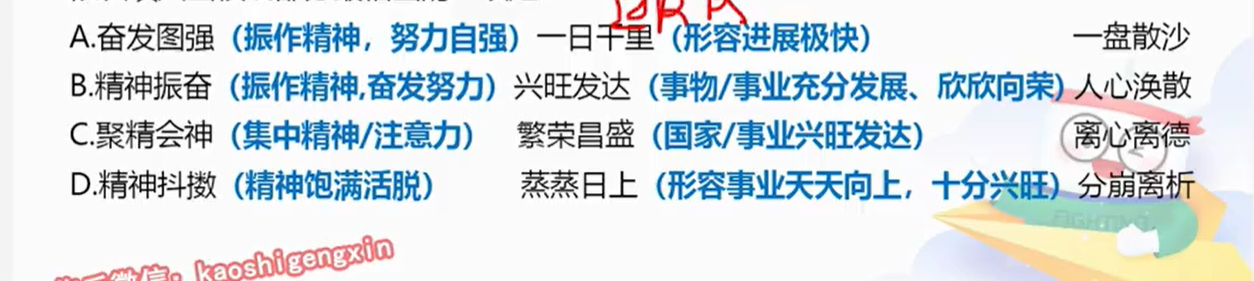 A.奋发图强（振作精神，努力自强）一日千里（形容进展极快） 一盘散沙
B.精神振奋（振作精神,奋发努力） 兴旺发达（事物/事业充分发展、欣欣向荣）人心涣散
C.聚精会神（集中精神/注意力） 繁荣昌盛（国家/事业兴旺发达） 离心离德
D.精神抖擞（精神饱满活脱） 蒸蒸日上（形容事业天天向上，十分兴旺）分崩离析
FIGHTING
微信：kaoshigengxin